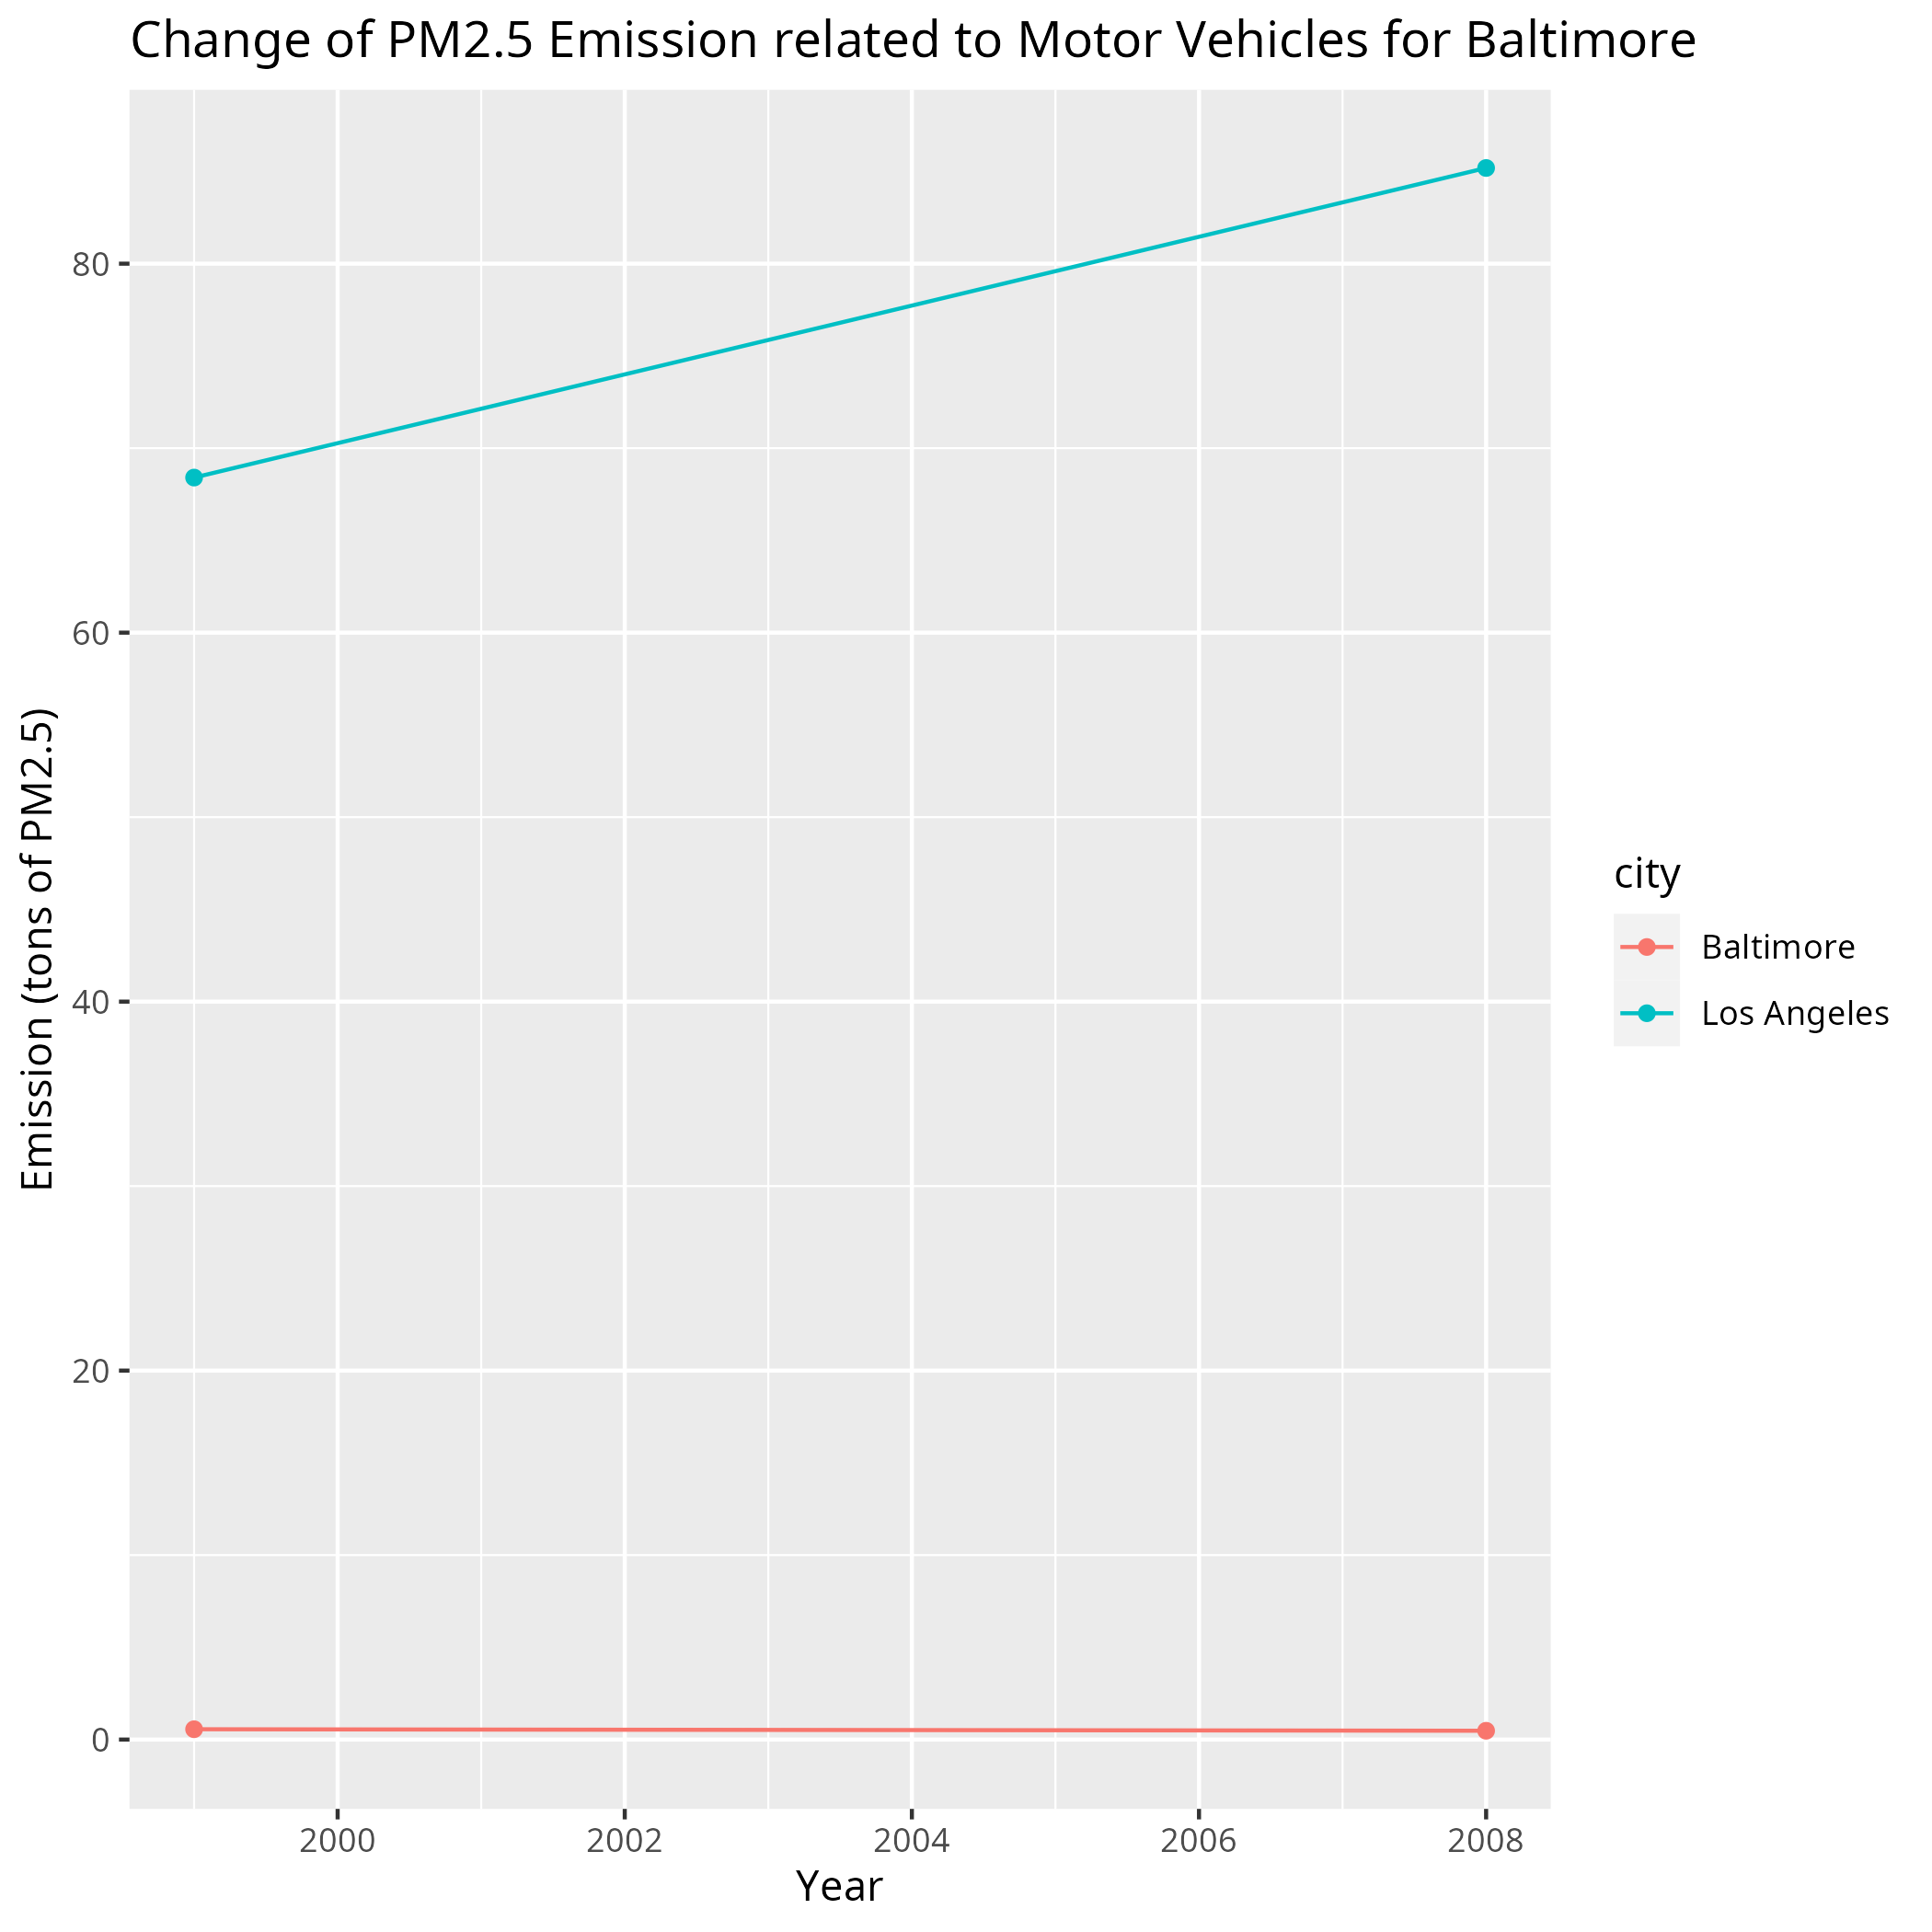 Change of PM2.5 Emission related to Motor Vehicles for Baltimore
Emission (tons of PM2.5)
80
60
40
20
0
2000
2002
2004
2006
2008
Year
city
Baltimore
Los Angeles